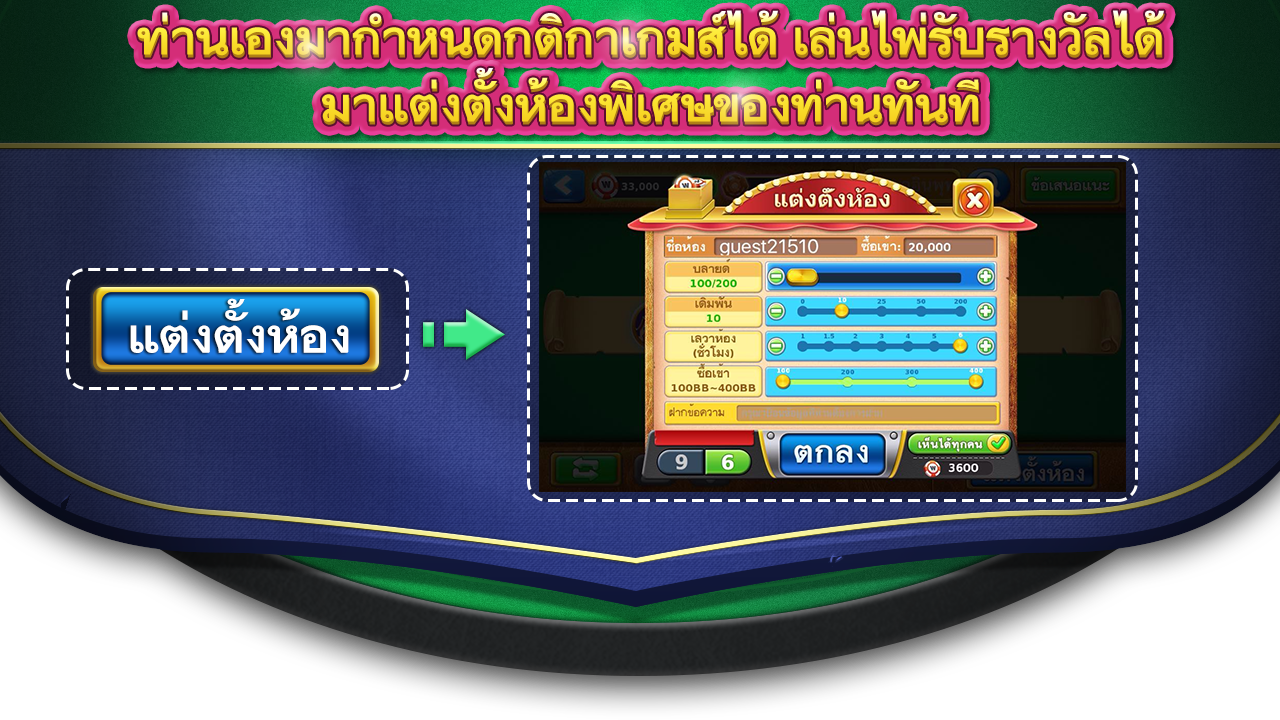 ท่านเองมากำหนดกติกาเกมส์ได้ เล่นไพ่รับรางวัลได้
มาแต่งตั้งห้องพิเศษของท่านทันที
แต่งตั้งห้อง
33,000
ข้อเสนอแนะ
แต่งตั้งห้อง
ชื่อห้อง guest21510 ซื้อเข้า: 20,000
บลายด์
100/200
เดิมพัน
10
0 10 25 50 200
เลาห้อง
(ชั่วโมง)
1 1.5 2 3 4 5 6
ซื้อเข้า
100BB~400BB
100 200 300 400
ฝากข้อความ
9 6
ตกลง
เห็นได้ทุกคน
3600
ตั้งห้อง